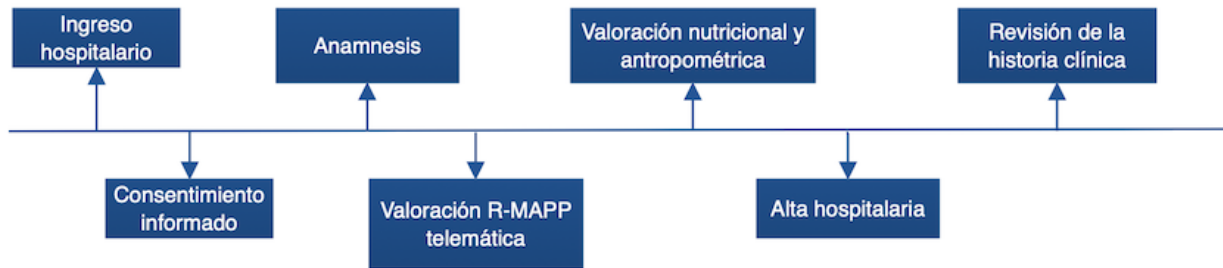 Ingreso
hospitalario
Anamnesis
Valoración nutricional y
antropométrica
Revisión de la
historia clínica
Consentimiento
informado
Valoración R-MAPP
telemática
Alta hospitalaria